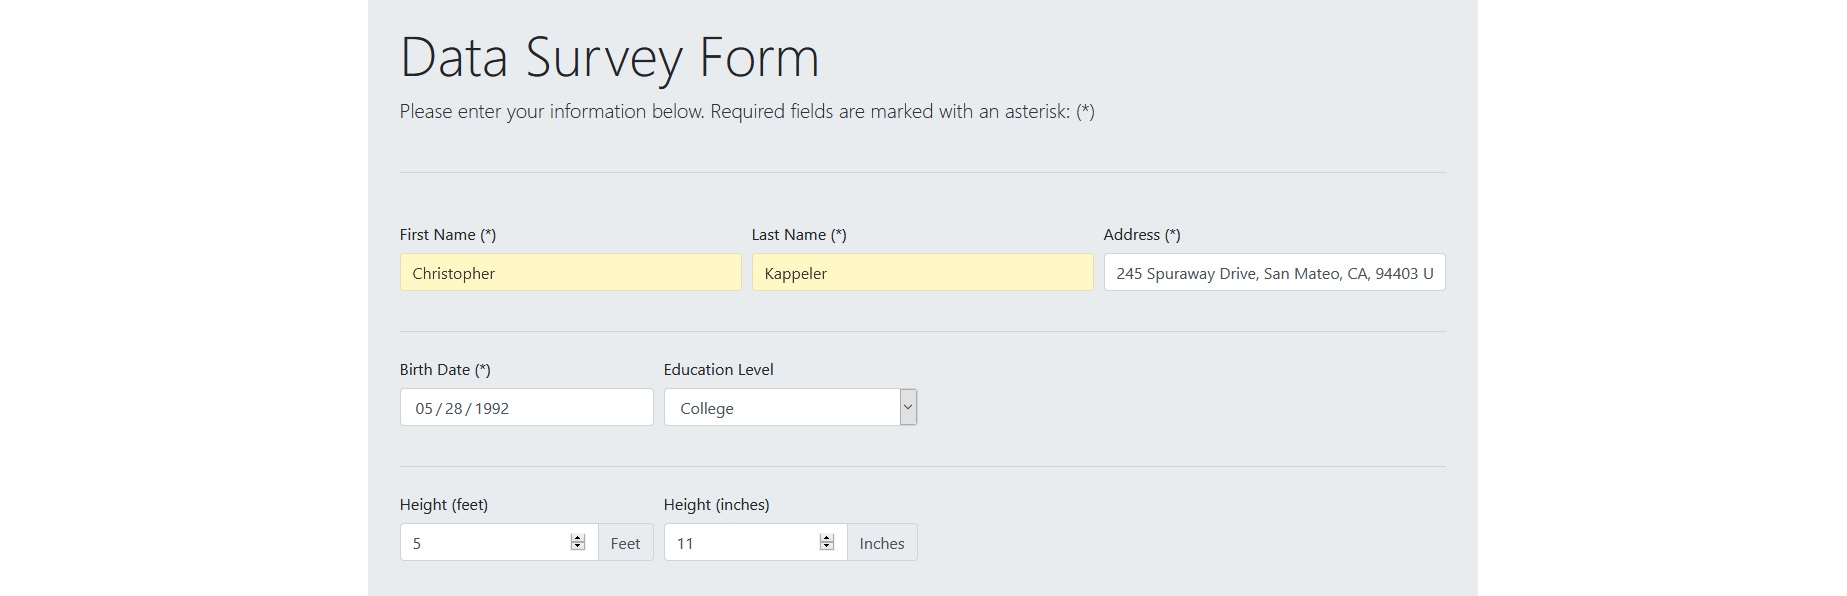 Data Survey Form
Please enter your information below. Required fields are marked with an asterisk: (*)
First Name (*) Last Name (*) Address (*)
Christopher Kappeler 245 Spuraway Drive, San Mateo, CA, 94403 U
Birth Date (*) Education Level
05 / 28 / 1992 College
Height (feet) Height (inches)
5 Feet 11 Inches